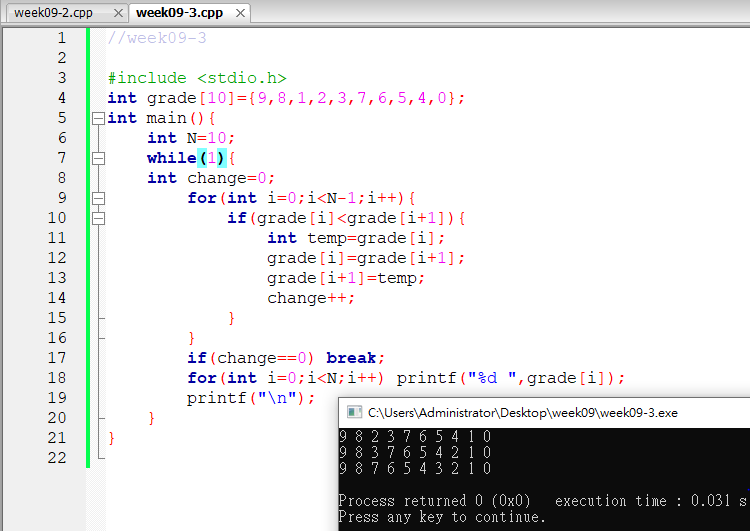 week09-2.cpp × week09-3.cpp ×
1 //week09-3
2
3 #include <stdio.h>
4 int grade[10]={9,8,1,2,3,7,6,5,4,0};
5 int main(){
6 int N=10;
7 while(1){
8 int change=0;
9 for(int i=0;i<N-1;i++){
10 if(grade[i]<grade[i+1]){
11 int temp=grade[i];
12 grade[i]=grade[i+1];
13 grade[i+1]=temp;
14 change++;
15 }
16 }
17 if(change==0) break;
18 for(int i=0;i<N;i++) printf("%d ",grade[i]);
19 printf("\n");
20 }
21 }
22
C:\Users\Administrator\Desktop\week09\week09-3.exe
9 8 2 3 7 6 5 4 1 0
9 8 3 7 6 5 4 2 1 0
9 8 7 6 5 4 3 2 1 0
Process returned 0 (0x0) execution time : 0.031 s
Press any key to continue.